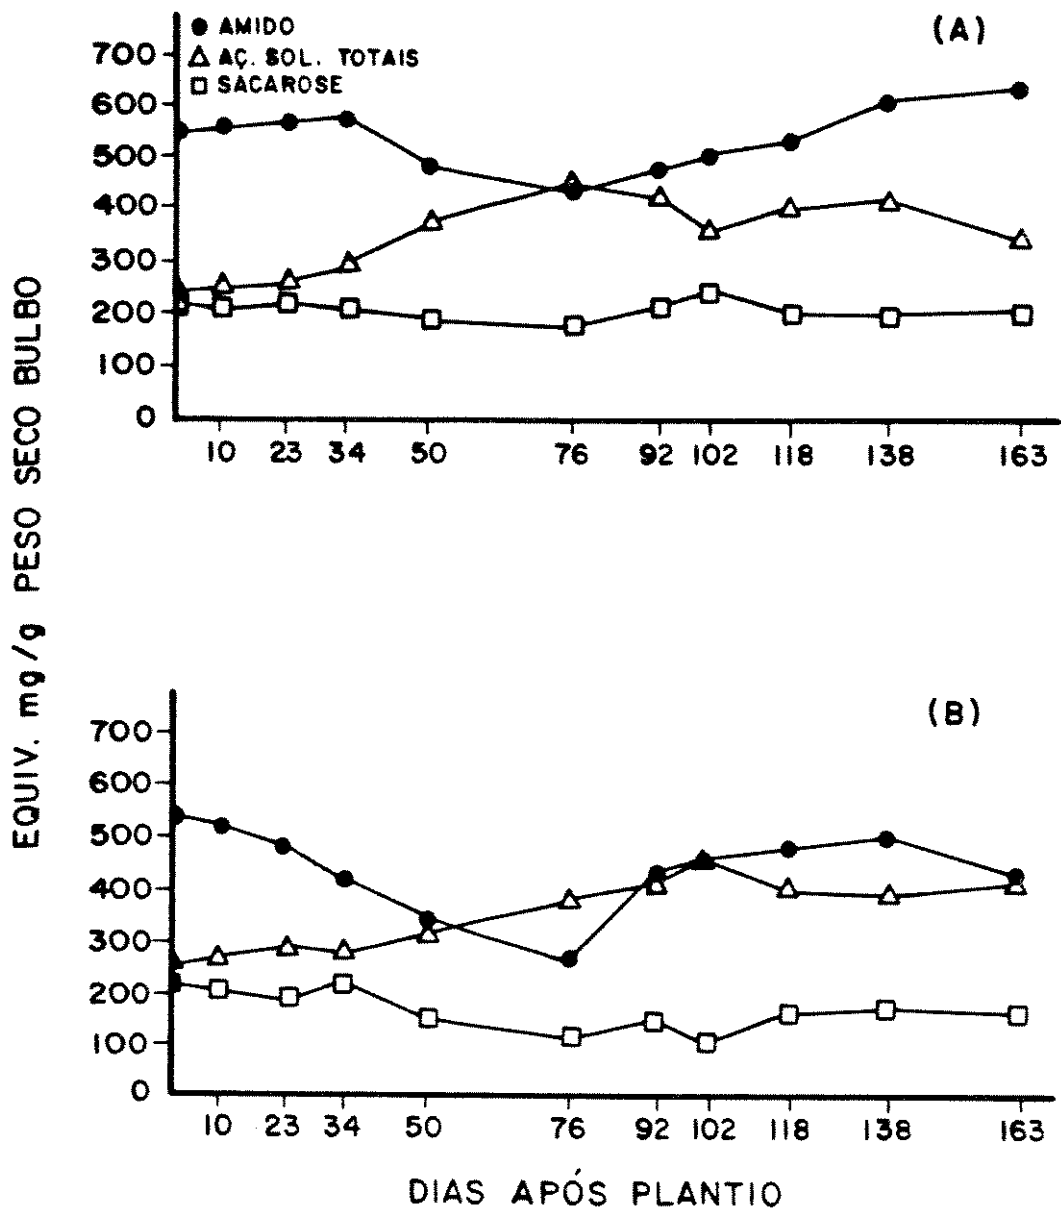 AMIDO
AÇ. SOL. TOTAIS
SACAROSE
(A)
700
600
500
400
300
200
100
0
10 23 34 50 76 92 102 118 138 163
EQUIV. mg/g PESO SECO BULBO
(B)
700
600
500
400
300
200
100
0
10 23 34 50 76 92 102 118 138 163
DIAS APÓS PLANTIO